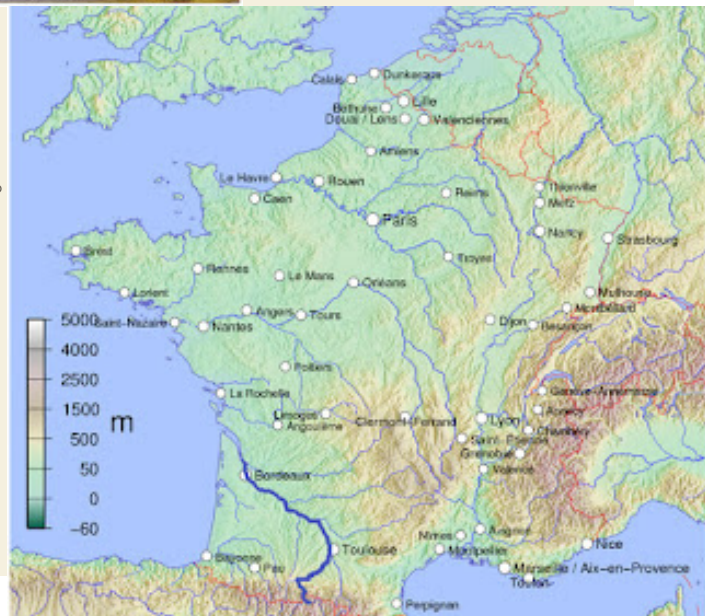 Calais
Dunkerque
Lille
Béthune
Douai / Lens
Valenciennes
Amiens
Le Havre
Rouen
Caen
Reims
Thionville
Metz
Paris
Nancy
Strasbourg
Brest
Rennes
Le Mans
Troyes
Orléans
Lorient
Mulhouse
Montbéliard
Angers
Tours
Saint-Nazaire
Nantes
Dijon
Besançon
5000
4000
2500
1500
500
50
0
-60
m
Poitiers
La Rochelle
Genève-Annemasse
Limoges
Clermont-Ferrand
Lyon
Annecy
Angoulême
Chambéry
Saint-Etienne
Grenoble
Valence
Bordeaux
Avignon
Nîmes
Montpellier
Nice
Toulouse
Bayonne
Pau
Marseille / Aix-en-Provence
Toulon
Perpignan